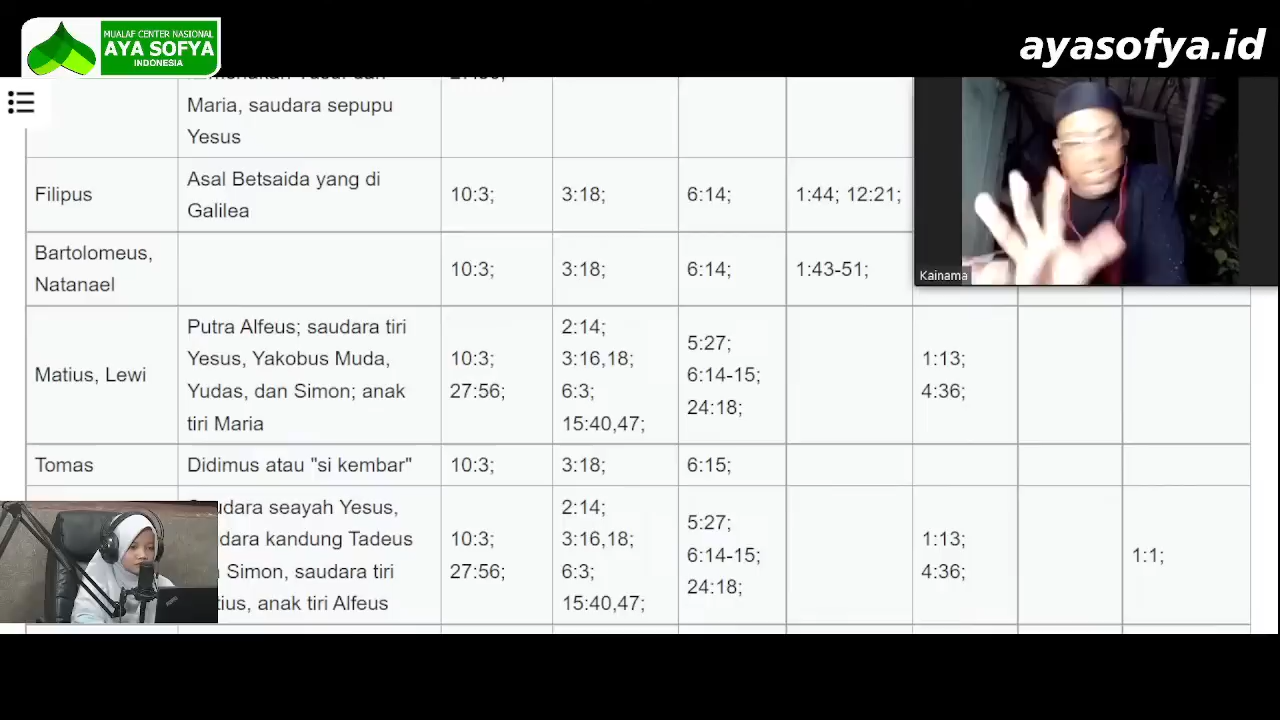 MUALAF CENTER NASIONAL
AYA SOFYA
INDONESIA
ayasofya.id
Maria, saudara sepupu
Yesus
Filipus
Asal Betsaida yang di
Galilea
10:3;
3:18;
6:14;
1:44; 12:21;
Kainama
Bartolomeus,
Natanael
10:3;
3:18;
6:14;
1:43-51;
Matius, Lewi
Putra Alfeus; saudara tiri
Yesus, Yakobus Muda,
Yudas, dan Simon; anak
tiri Maria
10:3;
27:56;
2:14;
3:16,18;
6:3;
15:40,47;
5:27;
6:14-15;
24:18;
1:13;
4:36;
Tomas
Didimus atau "si kembar"
10:3;
3:18;
6:15;
seayah Yesus,
kandung Tadeus
Simon, saudara tiri
anak tiri Alfeus
10:3;
27:56;
2:14;
3:16,18;
6:3;
15:40,47;
5:27;
6:14-15;
24:18;
1:13;
4:36;
1:1;